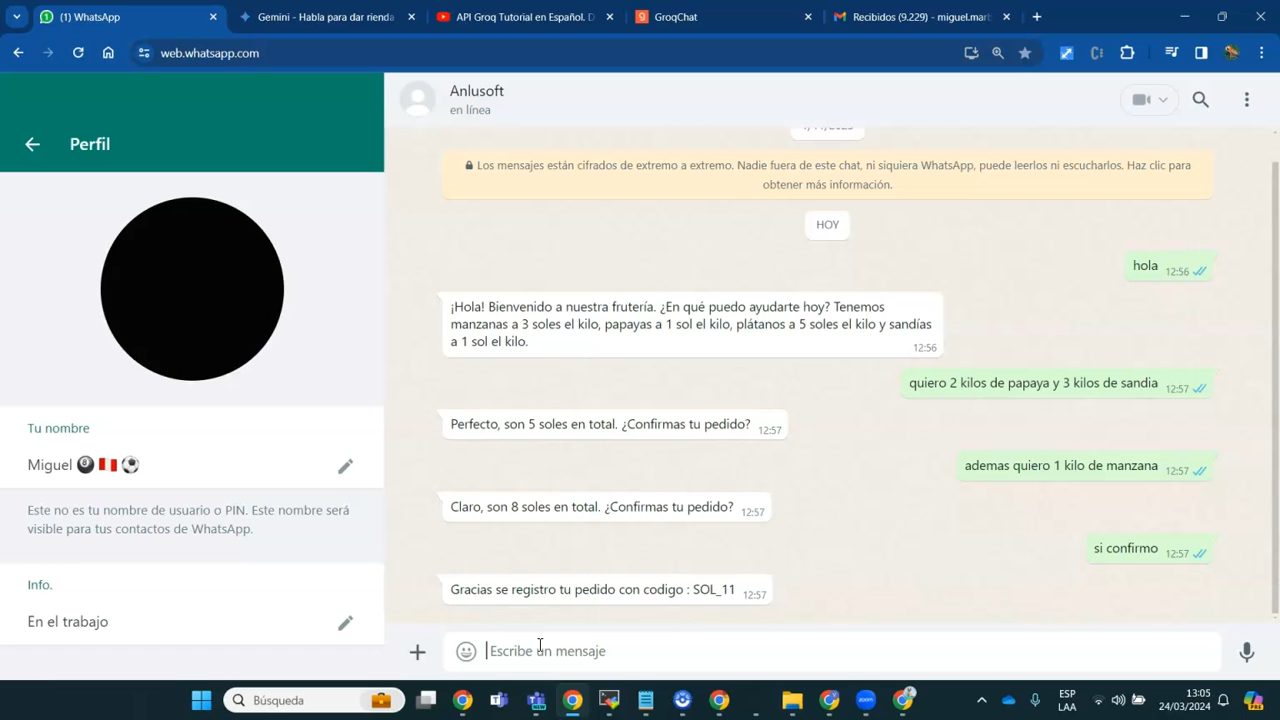 (1) WhatsApp
Gemini - Habla para dar rienda
API Groq Tutorial en Español. D
GroqChat
Recibidos (9.229) - miguel.mart
web.whatsapp.com
Perfil
Tu nombre
Miguel 🎱 🇵🇪 ⚽
Este no es tu nombre de usuario o PIN. Este nombre será
visible para tus contactos de WhatsApp.
Info.
En el trabajo
Anlusoft
en línea
Los mensajes están cifrados de extremo a extremo. Nadie fuera de este chat, ni siquiera WhatsApp, puede leerlos ni escucharlos. Haz clic para
obtener más información.
HOY
hola 12:56
¡Hola! Bienvenido a nuestra frutería. ¿En qué puedo ayudarte hoy? Tenemos
manzanas a 3 soles el kilo, papayas a 1 sol el kilo, plátanos a 5 soles el kilo y sandías
a 1 sol el kilo. 12:56
quiero 2 kilos de papaya y 3 kilos de sandia 12:57
Perfecto, son 5 soles en total. ¿Confirmas tu pedido? 12:57
ademas quiero 1 kilo de manzana 12:57
Claro, son 8 soles en total. ¿Confirmas tu pedido? 12:57
si confirmo 12:57
Gracias se registro tu pedido con codigo : SOL_11 12:57
Escribe un mensaje
Búsqueda
ESP
LAA
13:05
24/03/2024